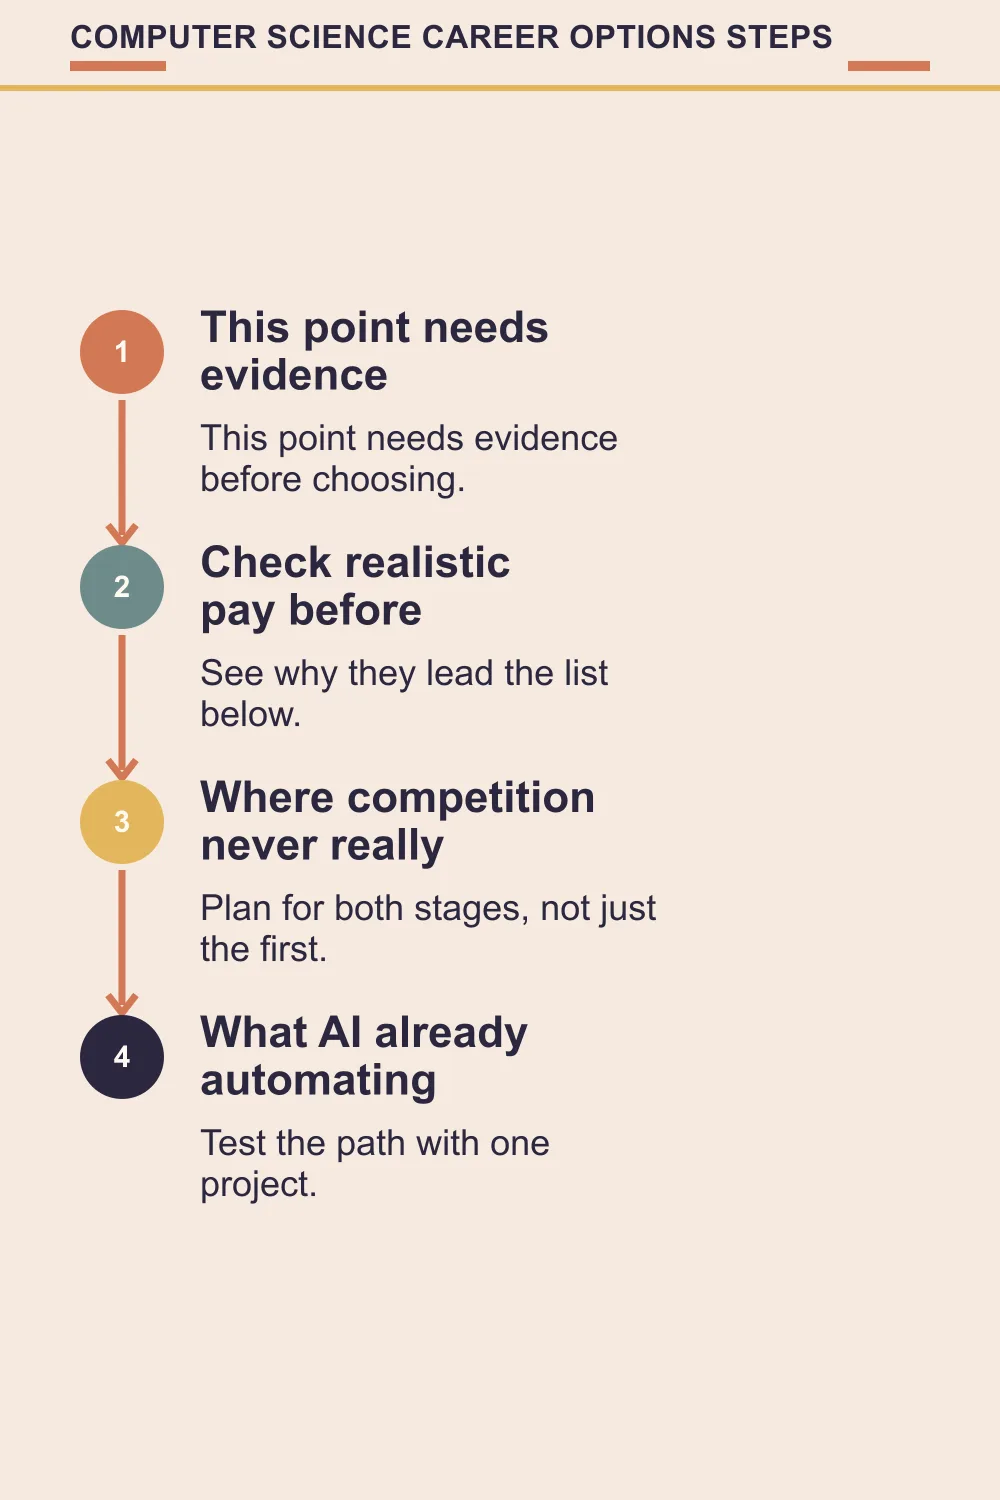 COMPUTER SCIENCE CAREER OPTIONS STEPS
1
This point needs
evidence
This point needs evidence
before choosing.
2
Check realistic
pay before
See why they lead the list
below.
3
Where competition
never really
Plan for both stages, not just
the first.
4
What AI already
automating
Test the path with one
project.